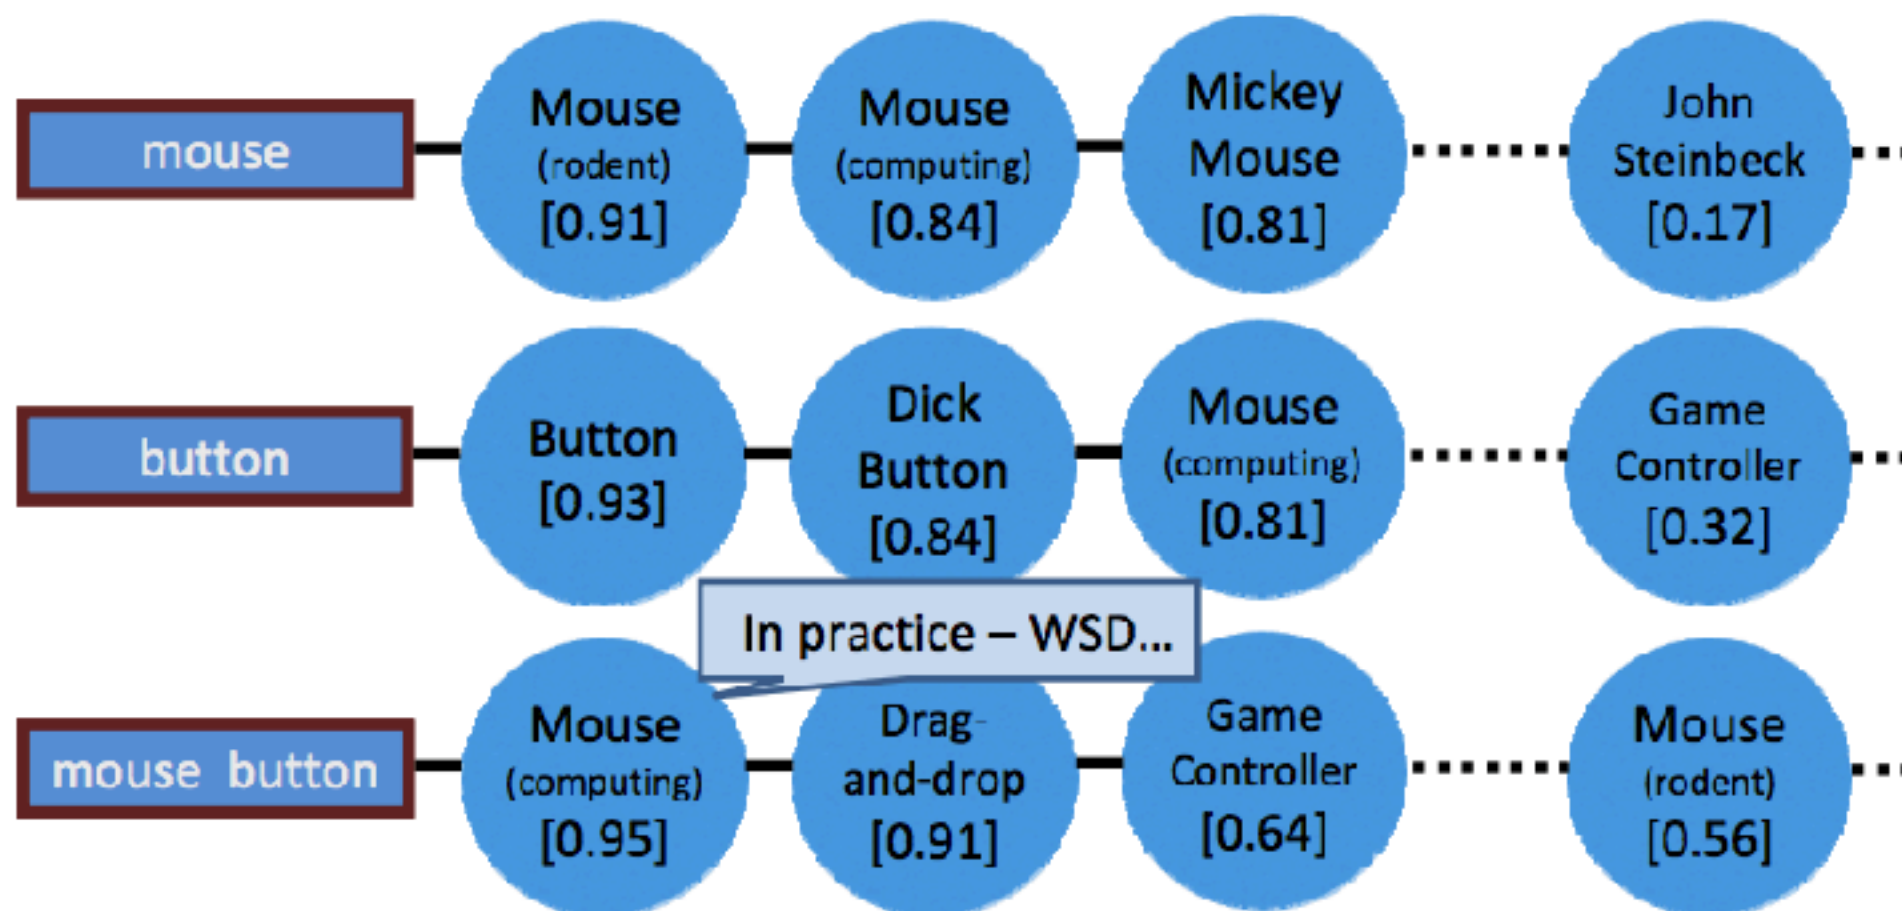 mouse
Mouse
(rodent)
[0.91]
Mouse
(computing)
[0.84]
Mickey
Mouse
[0.81]
John
Steinbeck
[0.17]
button
Button
[0.93]
Dick
Button
[0.84]
Mouse
(computing)
[0.81]
Game
Controller
[0.32]
In practice – WSD...
mouse button
Mouse
(computing)
[0.95]
Drag-
and-drop
[0.91]
Game
Controller
[0.64]
Mouse
(rodent)
[0.56]